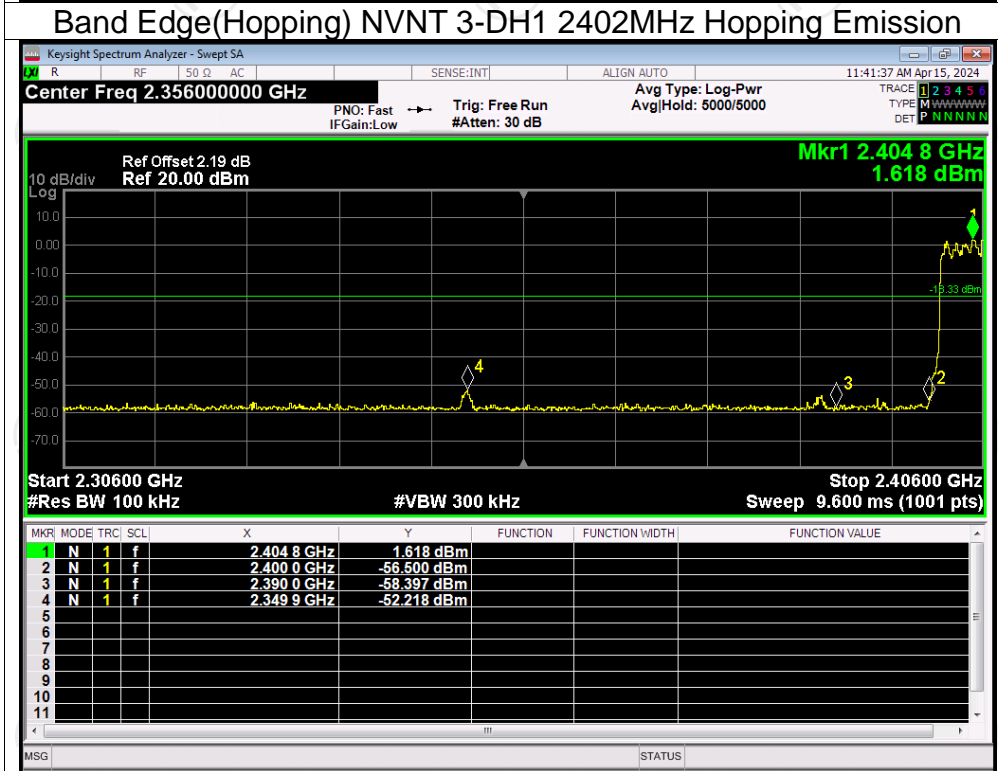 Band Edge(Hopping) NVNT 3-DH1 2402MHz Hopping Emission
Keysight Spectrum Analyzer - Swept SA
LXI R RF 50 Ω AC SENSE:INT ALIGN AUTO 11:41:37 AM Apr 15, 2024
Center Freq 2.356000000 GHz
PNO: Fast
IFGain:Low
Trig: Free Run
#Atten: 30 dB
Avg Type: Log-Pwr
Avg|Hold: 5000/5000
TRACE 1 2 3 4 5 6
TYPE M WWWWW
DET P N N N N N
Mkr1 2.404 8 GHz
1.618 dBm
Ref Offset 2.19 dB
10 dB/div Ref 20.00 dBm
Log
10.0
0.00
-10.0
-20.0
-30.0
-40.0
-50.0
-60.0
-70.0
1
-18.33 dBm
4
3
2
Start 2.30600 GHz Stop 2.40600 GHz
#Res BW 100 kHz #VBW 300 kHz Sweep 9.600 ms (1001 pts)
MKR MODE TRC SCL X Y FUNCTION FUNCTION WIDTH FUNCTION VALUE
1 N 1 f 2.404 8 GHz 1.618 dBm
2 N 1 f 2.400 0 GHz -56.500 dBm
3 N 1 f 2.390 0 GHz -58.397 dBm
4 N 1 f 2.349 9 GHz -52.218 dBm
5
6
7
8
9
10
11
MSG STATUS